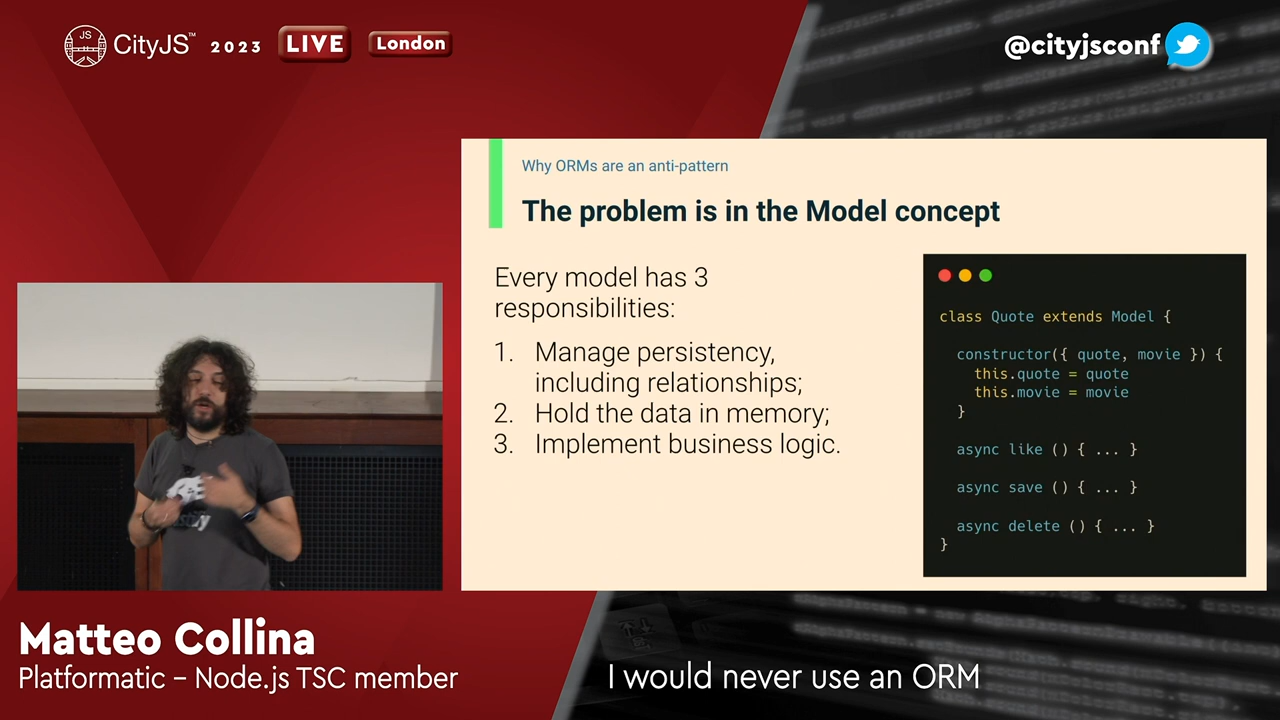 JS
CityJS™ 2023 LIVE London
@cityjsconf
Why ORMs are an anti-pattern
The problem is in the Model concept
Every model has 3
responsibilities:
1. Manage persistency,
including relationships;
2. Hold the data in memory;
3. Implement business logic.
class Quote extends Model {
constructor({ quote, movie }) {
this.quote = quote
this.movie = movie
}
async like () { ... }
async save () { ... }
async delete () { ... }
}
Matteo Collina
Platformatic – Node.js TSC member
I would never use an ORM